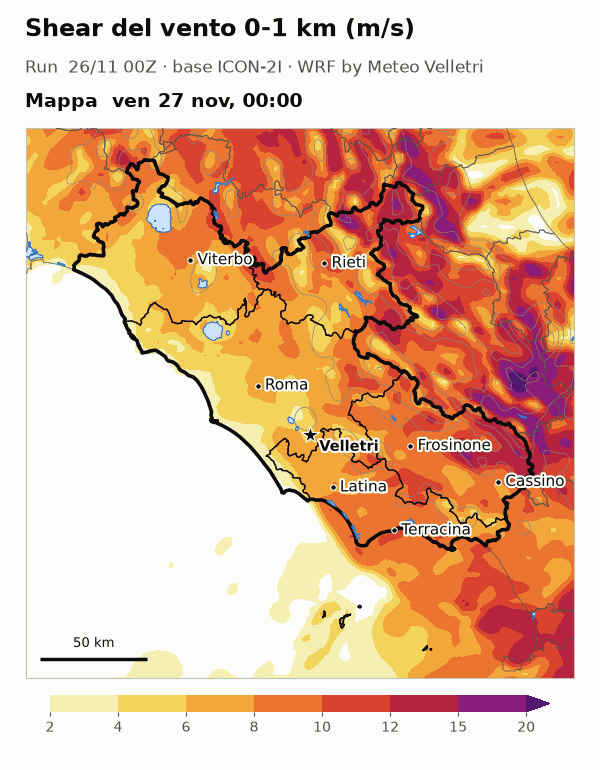 Shear del vento 0-1 km (m/s)
Run  26/11 00Z · base ICON-2I · WRF by Meteo Velletri
Mappa  ven 27 nov, 00:00
Viterbo
Rieti
Roma
Velletri
Frosinone
Latina
Cassino
Terracina
50 km
2 4 6 8 10 12 15 20